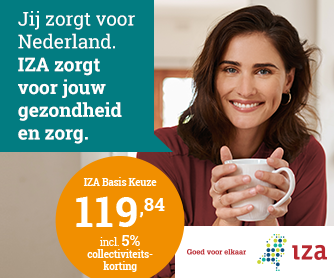 Jij zorgt voor
Nederland.
IZA zorgt
voor jouw
gezondheid
en zorg.
IZA Basis Keuze
119,84
incl. 5%
collectiviteits-
korting
Goed voor elkaar
IZA